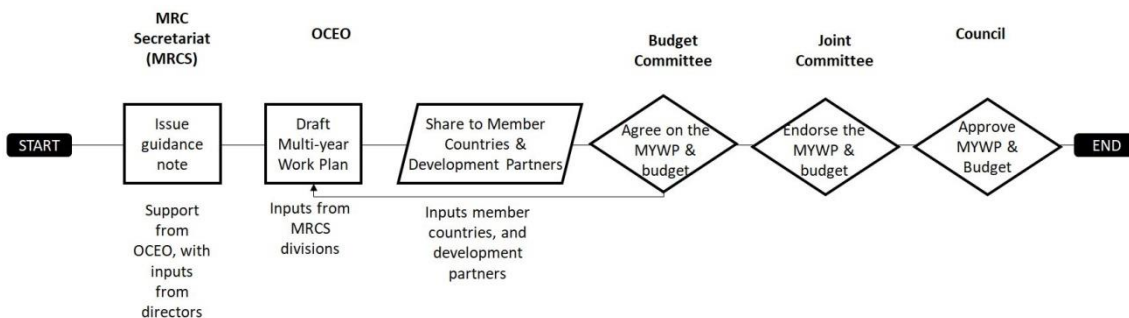 MRC
Secretariat
(MRCS)
OCEO
Budget
Committee
Joint
Committee
Council
START
Issue
guidance
note
Draft
Multi-year
Work Plan
Share to Member
Countries &
Development Partners
Agree on the
MYWP &
budget
Endorse the
MYWP &
budget
Approve
MYWP &
Budget
END
Support
from
OCEO, with
inputs
from
directors
Inputs from
MRCS
divisions
Inputs member
countries, and
development
partners